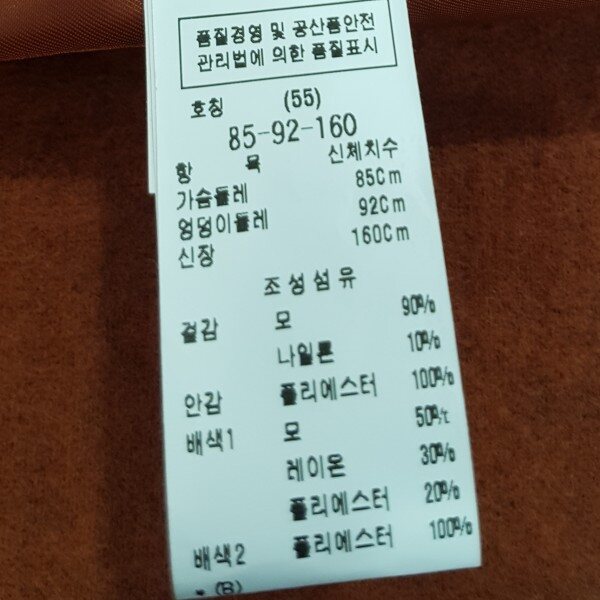 품질경영 및 공산품안전
관리법에 의한 품질표시
호칭 (55)
85-92-160
항 목 신체치수
가슴둘레 85Cm
엉덩이둘레 92Cm
신장 160Cm
조성섬유
겉감 모 90%
나일론 10%
안감 폴리에스터 100%
배색1 모 50%
레이온 30%
폴리에스터 20%
배색2 폴리에스터 100%
* (B)